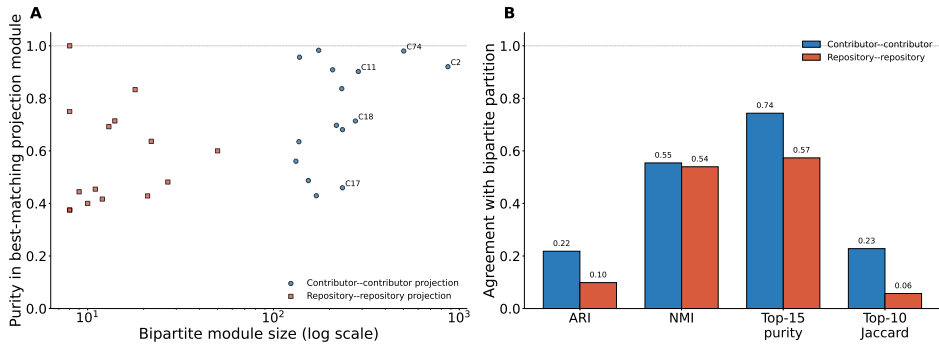 A
Purity in best-matching projection module
1.0
0.8
0.6
0.4
0.2
0.0
C74
C2
C11
C18
C17
Contributor--contributor projection
Repository--repository projection
10¹
10²
10³
Bipartite module size (log scale)
B
Agreement with bipartite partition
1.0
0.8
0.6
0.4
0.2
0.0
Contributor--contributor
Repository--repository
0.22
0.10
0.55
0.54
0.74
0.57
0.23
0.06
ARI
NMI
Top-15
purity
Top-10
Jaccard